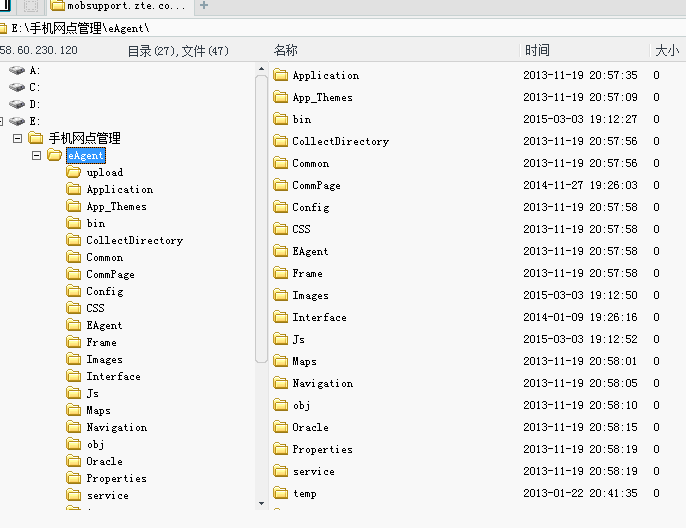 mobsupport.zte.co... +
E:\手机网点管理\eAgent\
58.60.230.120 目录(27),文件(47) 名称 时间 大小
A:
C:
D:
E:
手机网点管理
eAgent
upload
Application
App_Themes
bin
CollectDirectory
Common
CommPage
Config
CSS
EAgent
Frame
Images
Interface
Js
Maps
Navigation
obj
Oracle
Properties
service
Application 2013-11-19 20:57:35 0
App_Themes 2013-11-19 20:57:09 0
bin 2015-03-03 19:12:27 0
CollectDirectory 2013-11-19 20:57:56 0
Common 2013-11-19 20:57:56 0
CommPage 2014-11-27 19:26:03 0
Config 2013-11-19 20:57:58 0
CSS 2013-11-19 20:57:58 0
EAgent 2013-11-19 20:57:58 0
Frame 2013-11-19 20:57:58 0
Images 2015-03-03 19:12:50 0
Interface 2014-01-09 19:26:16 0
Js 2015-03-03 19:12:52 0
Maps 2013-11-19 20:58:01 0
Navigation 2013-11-19 20:58:05 0
obj 2013-11-19 20:58:10 0
Oracle 2013-11-19 20:58:15 0
Properties 2013-11-19 20:58:19 0
service 2013-11-19 20:58:19 0
temp 2013-01-22 20:41:35 0